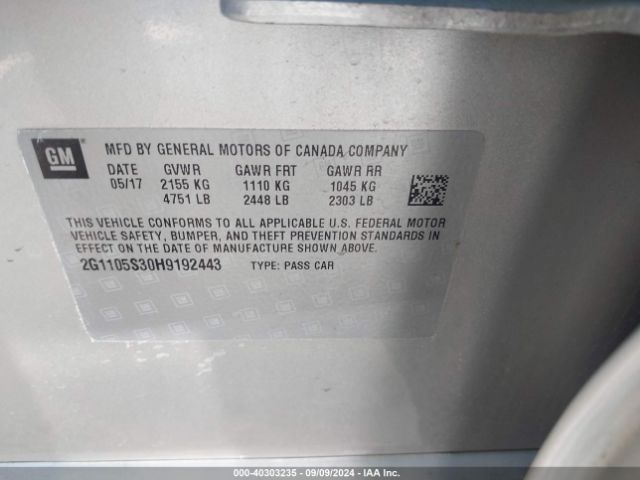 GM
MFD BY GENERAL MOTORS OF CANADA COMPANY
DATE GVWR GAWR FRT GAWR RR
05/17 2155 KG 1110 KG 1045 KG
4751 LB 2448 LB 2303 LB
THIS VEHICLE CONFORMS TO ALL APPLICABLE U.S. FEDERAL MOTOR
VEHICLE SAFETY, BUMPER, AND THEFT PREVENTION STANDARDS IN
EFFECT ON THE DATE OF MANUFACTURE SHOWN ABOVE.
2G1105S30H9192443 TYPE: PASS CAR
000-40303235 - 09/09/2024 - IAA Inc.